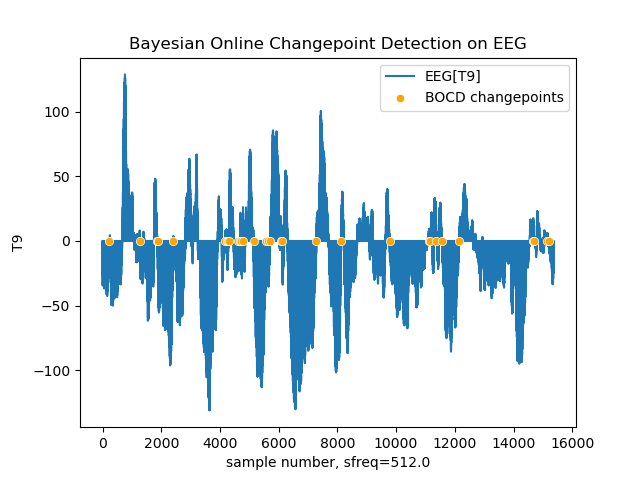 Bayesian Online Changepoint Detection on EEG
EEG[T9]
BOCD changepoints
100
50
0
−50
−100
T9
0
2000
4000
6000
8000
10000
12000
14000
16000
sample number, sfreq=512.0